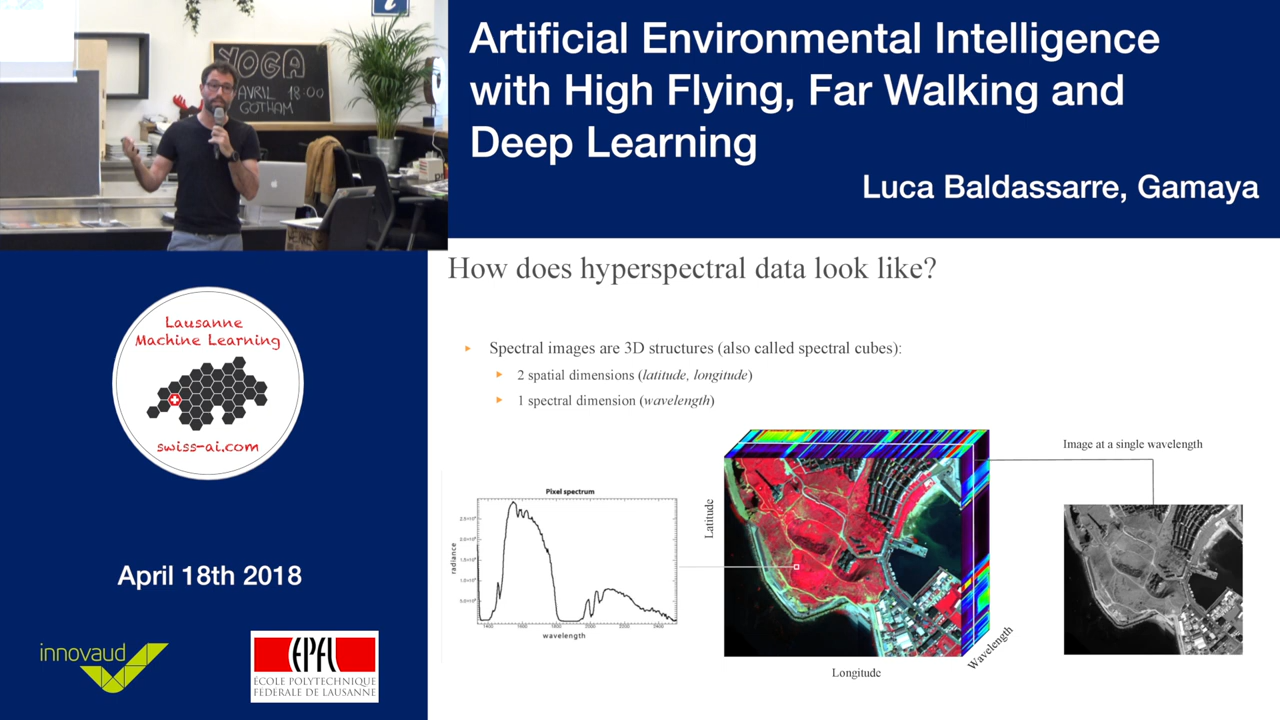 YOGA
AVRIL 18:00
GOTHAM
Artificial Environmental Intelligence
with High Flying, Far Walking and
Deep Learning
Luca Baldassarre, Gamaya
Lausanne
Machine Learning
swiss-ai.com
April 18th 2018
innovaud
EPFL
ÉCOLE POLYTECHNIQUE
FÉDÉRALE DE LAUSANNE
How does hyperspectral data look like?
Spectral images are 3D structures (also called spectral cubes):
2 spatial dimensions (latitude, longitude)
1 spectral dimension (wavelength)
Pixel spectrum
radiance
wavelength
Latitude
Longitude
Wavelength
Image at a single wavelength